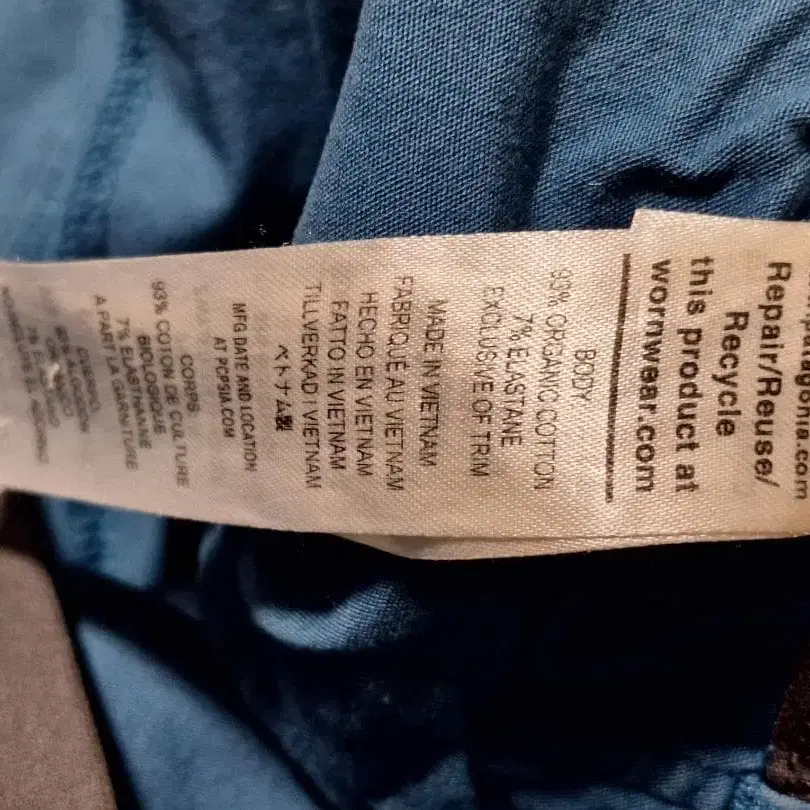 Repair/Reuse/
Recycle
this product at
wornwear.com
BODY
93% ORGANIC COTTON
7% ELASTANE
EXCLUSIVE OF TRIM
MADE IN VIETNAM
FABRIQUÉ AU VIETNAM
HECHO EN VIETNAM
FATTO IN VIETNAM
TILLVERKAD I VIETNAM
ベトナム製
MFG DATE AND LOCATION
AT PCPSIA.COM
CORPS
93% COTON DE CULTURE
BIOLOGIQUE
7% ÉLASTHANNE
A PART LA GARNITURE
CUERPO